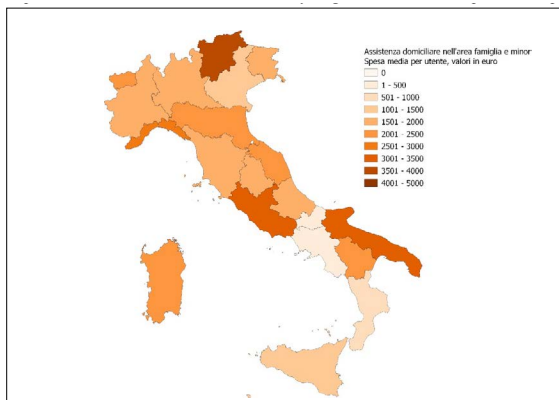 Assistenza domiciliare nell'area famiglia e minor
Spesa media per utente, valori in euro
0
1 - 500
501 - 1000
1001 - 1500
1501 - 2000
2001 - 2500
2501 - 3000
3001 - 3500
3501 - 4000
4001 - 5000